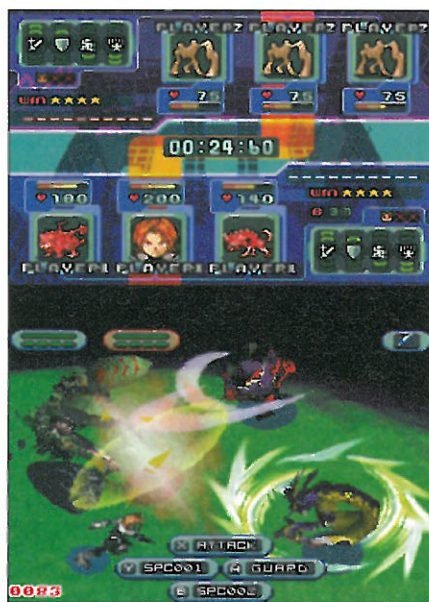 PLAYER2 PLAYER2 PLAYER2
75 75 75
WIN ★★★★
00:24:60
180 200 140
WIN ★★★★
PLAYER1 PLAYER1 PLAYER1
X ATTACK
Y SPC001 A GUARD
B SPC002
0083